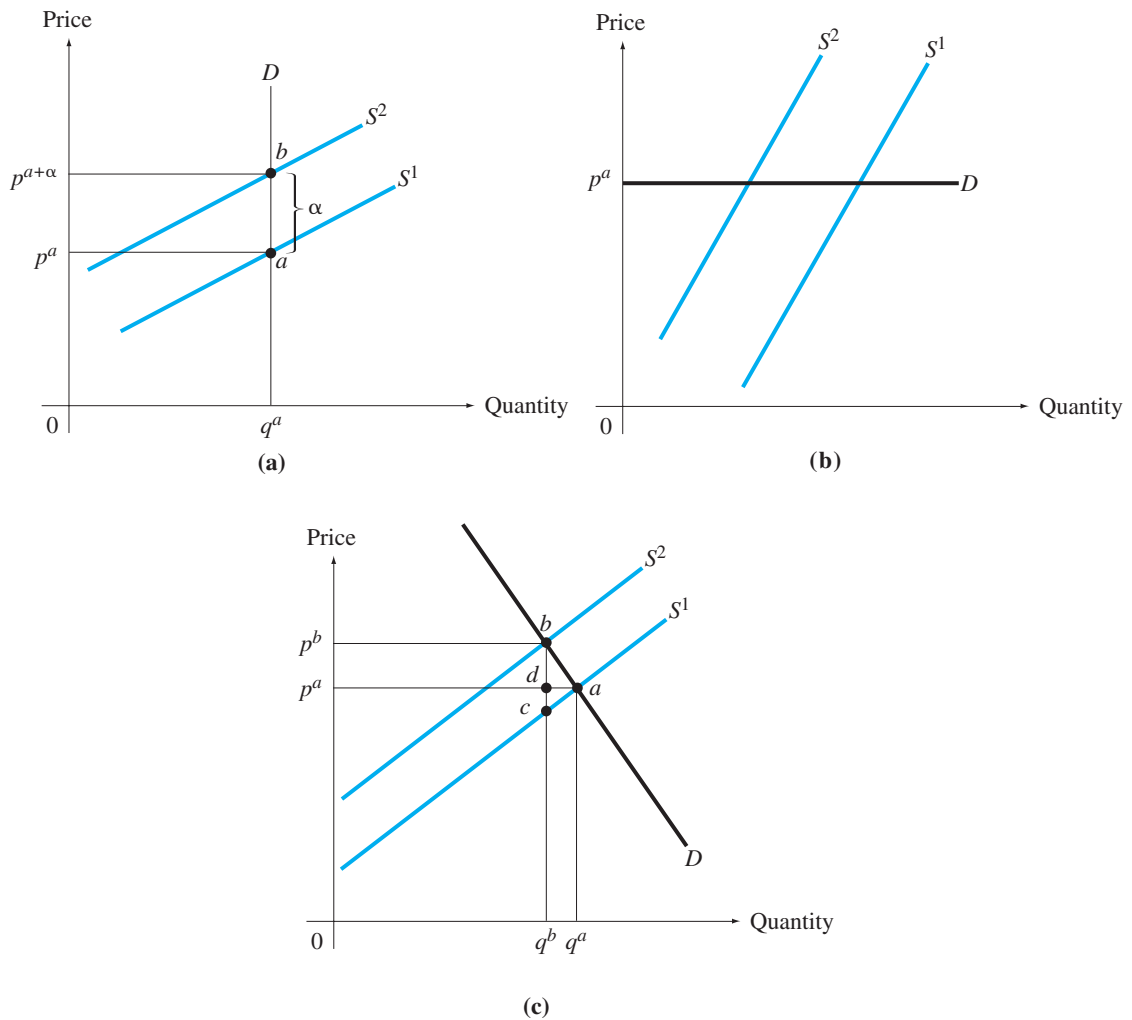 Price
D
S²
b
pᵃ⁺ᵅ
S¹
α
pᵃ
a
Quantity
0
qᵃ
(a)
Price
S²
S¹
pᵃ
D
Quantity
0
(b)
Price
S²
S¹
b
pᵇ
d
pᵃ
a
c
D
Quantity
0
qᵇ qᵃ
(c)